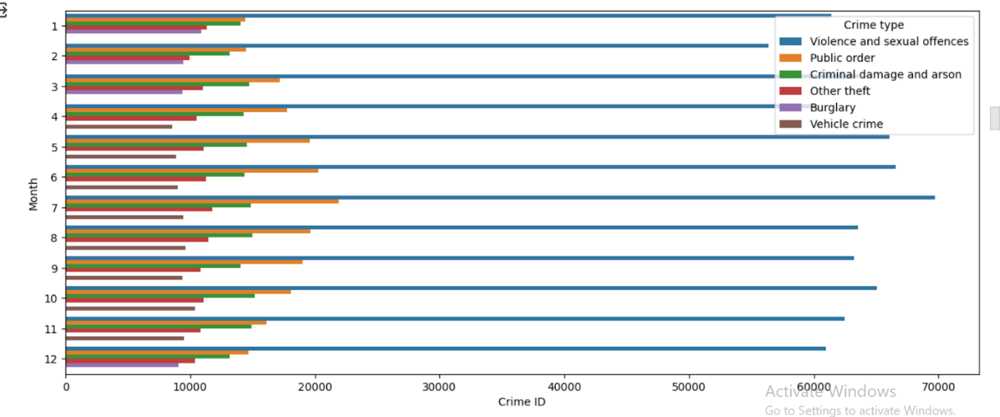 Crime type
Violence and sexual offences
Public order
Criminal damage and arson
Other theft
Burglary
Vehicle crime
Month
1
2
3
4
5
6
7
8
9
10
11
12
0 10000 20000 30000 40000 50000 60000 70000
Crime ID
Activate Windows
Go to Settings to activate Windows.